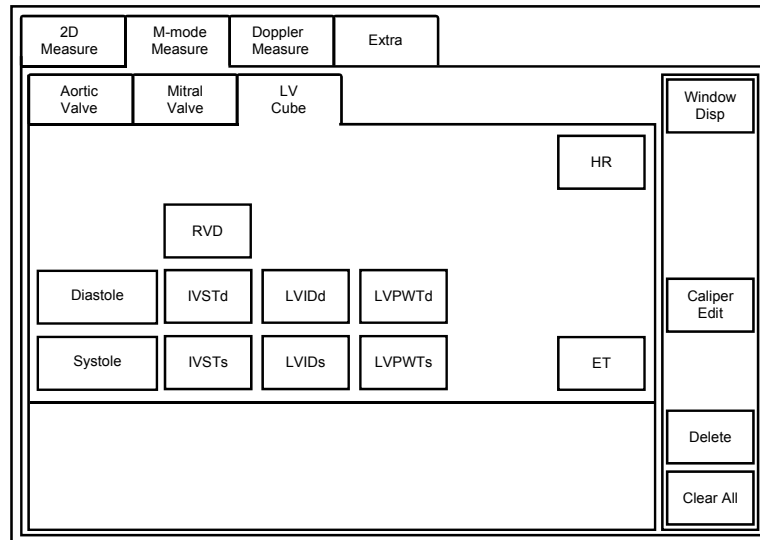 2D
Measure
M-mode
Measure
Doppler
Measure
Extra
Aortic
Valve
Mitral
Valve
LV
Cube
Window
Disp
HR
RVD
Diastole
IVSTd
LVIDd
LVPWTd
Caliper
Edit
Systole
IVSTs
LVIDs
LVPWTs
ET
Delete
Clear All